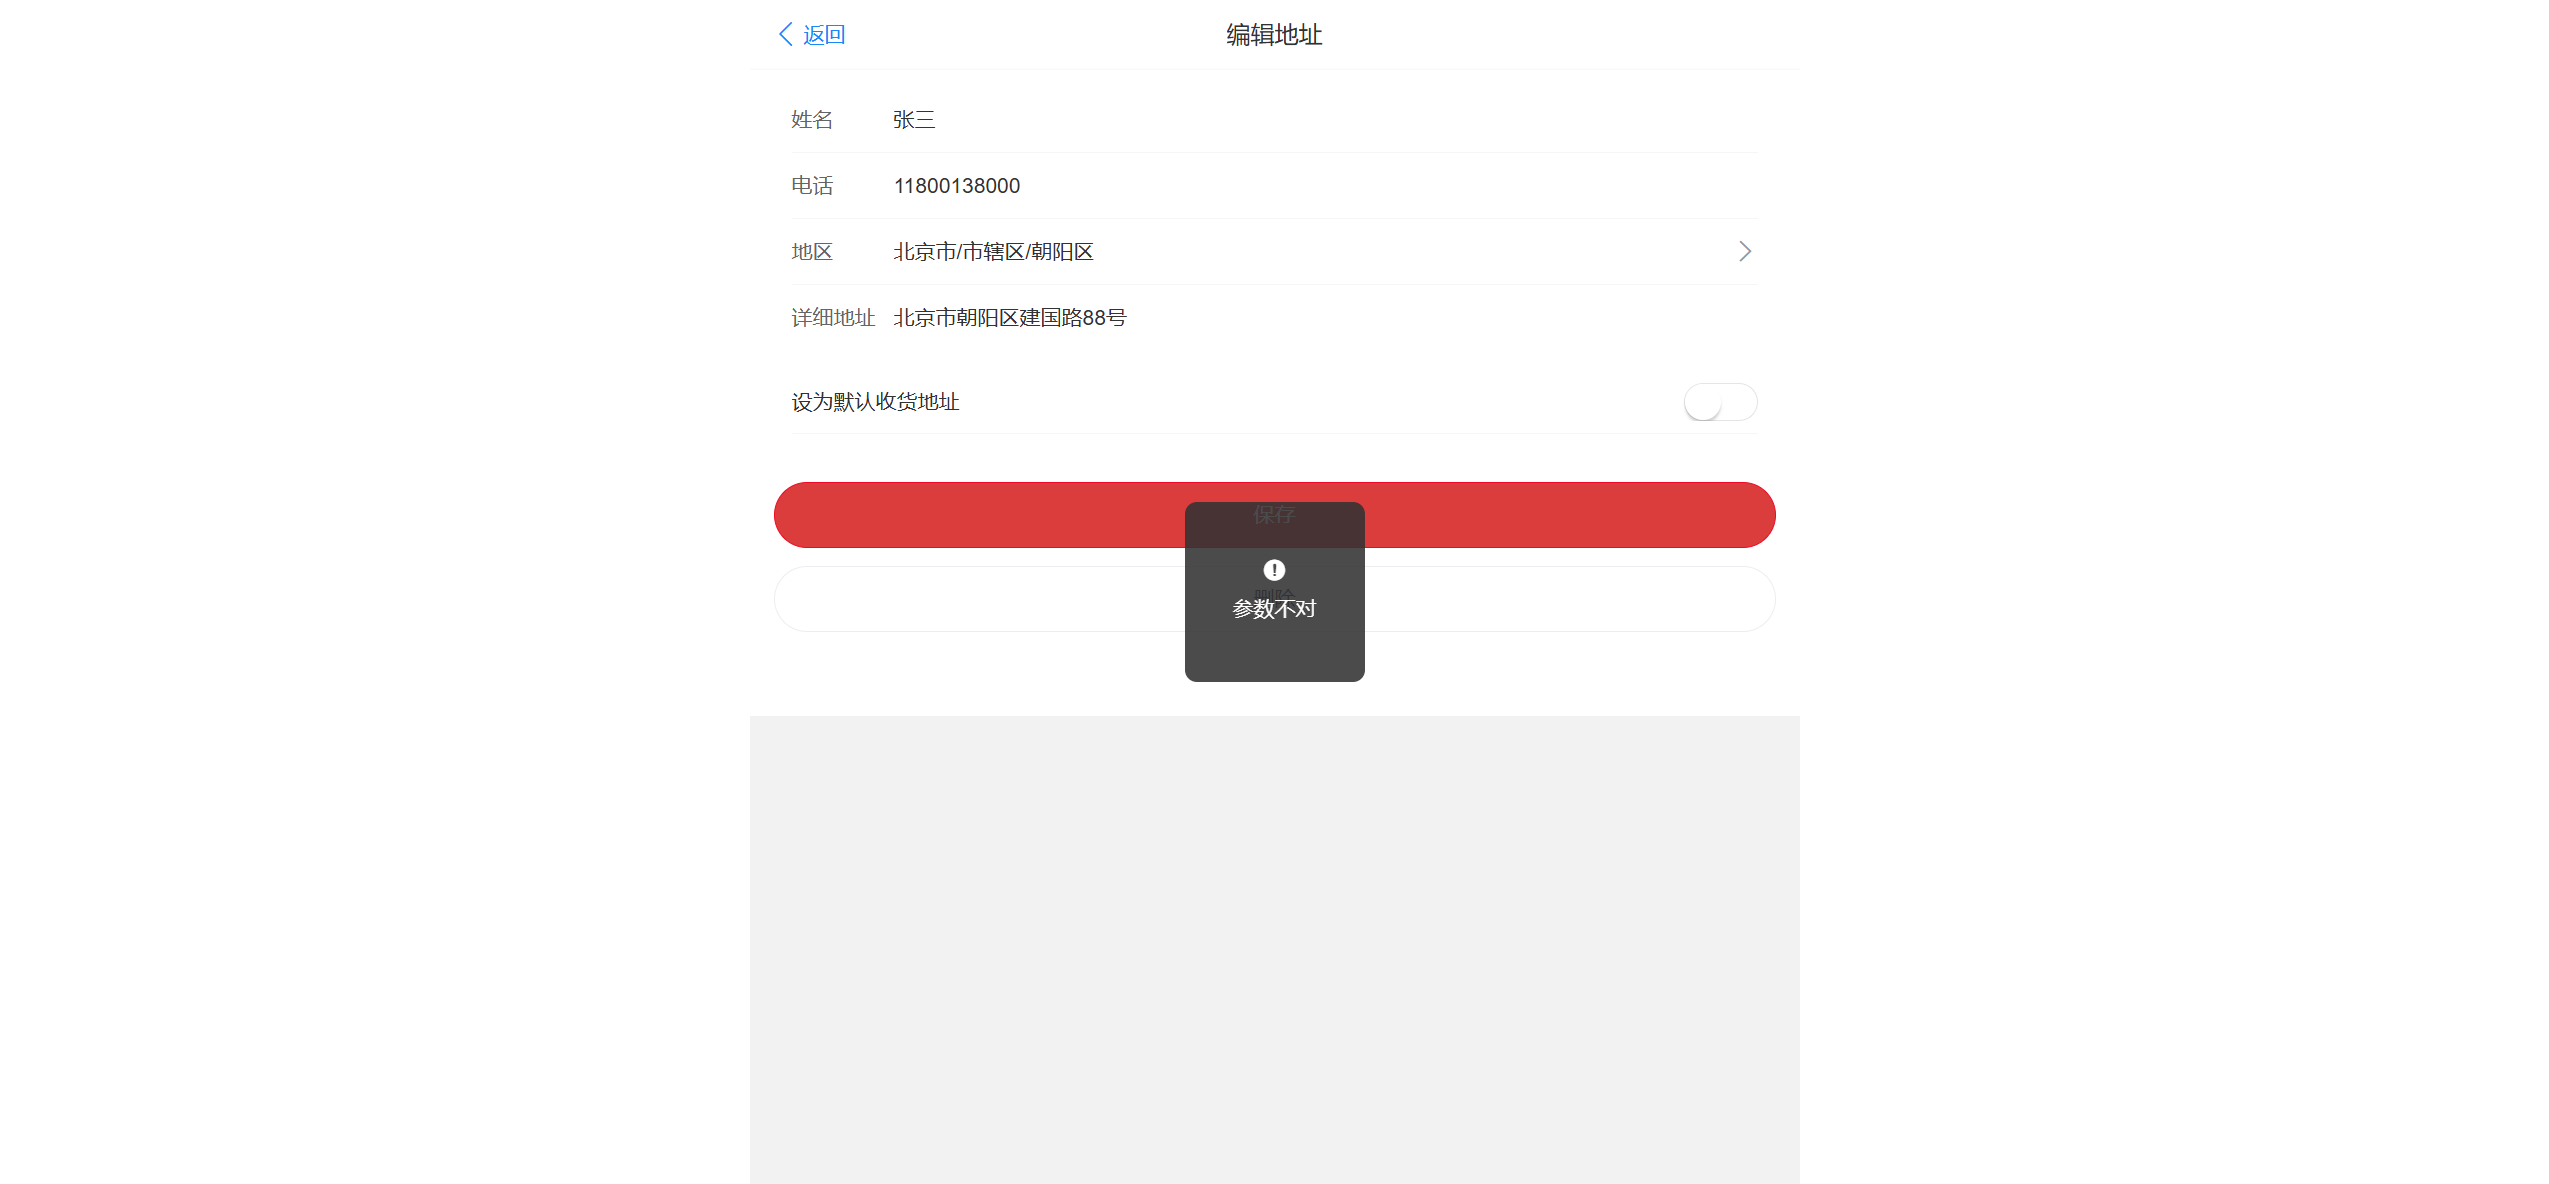 返回
编辑地址
姓名 张三
电话 11800138000
地区 北京市/市辖区/朝阳区
详细地址 北京市朝阳区建国路88号
设为默认收货地址
保存
删除
参数不对